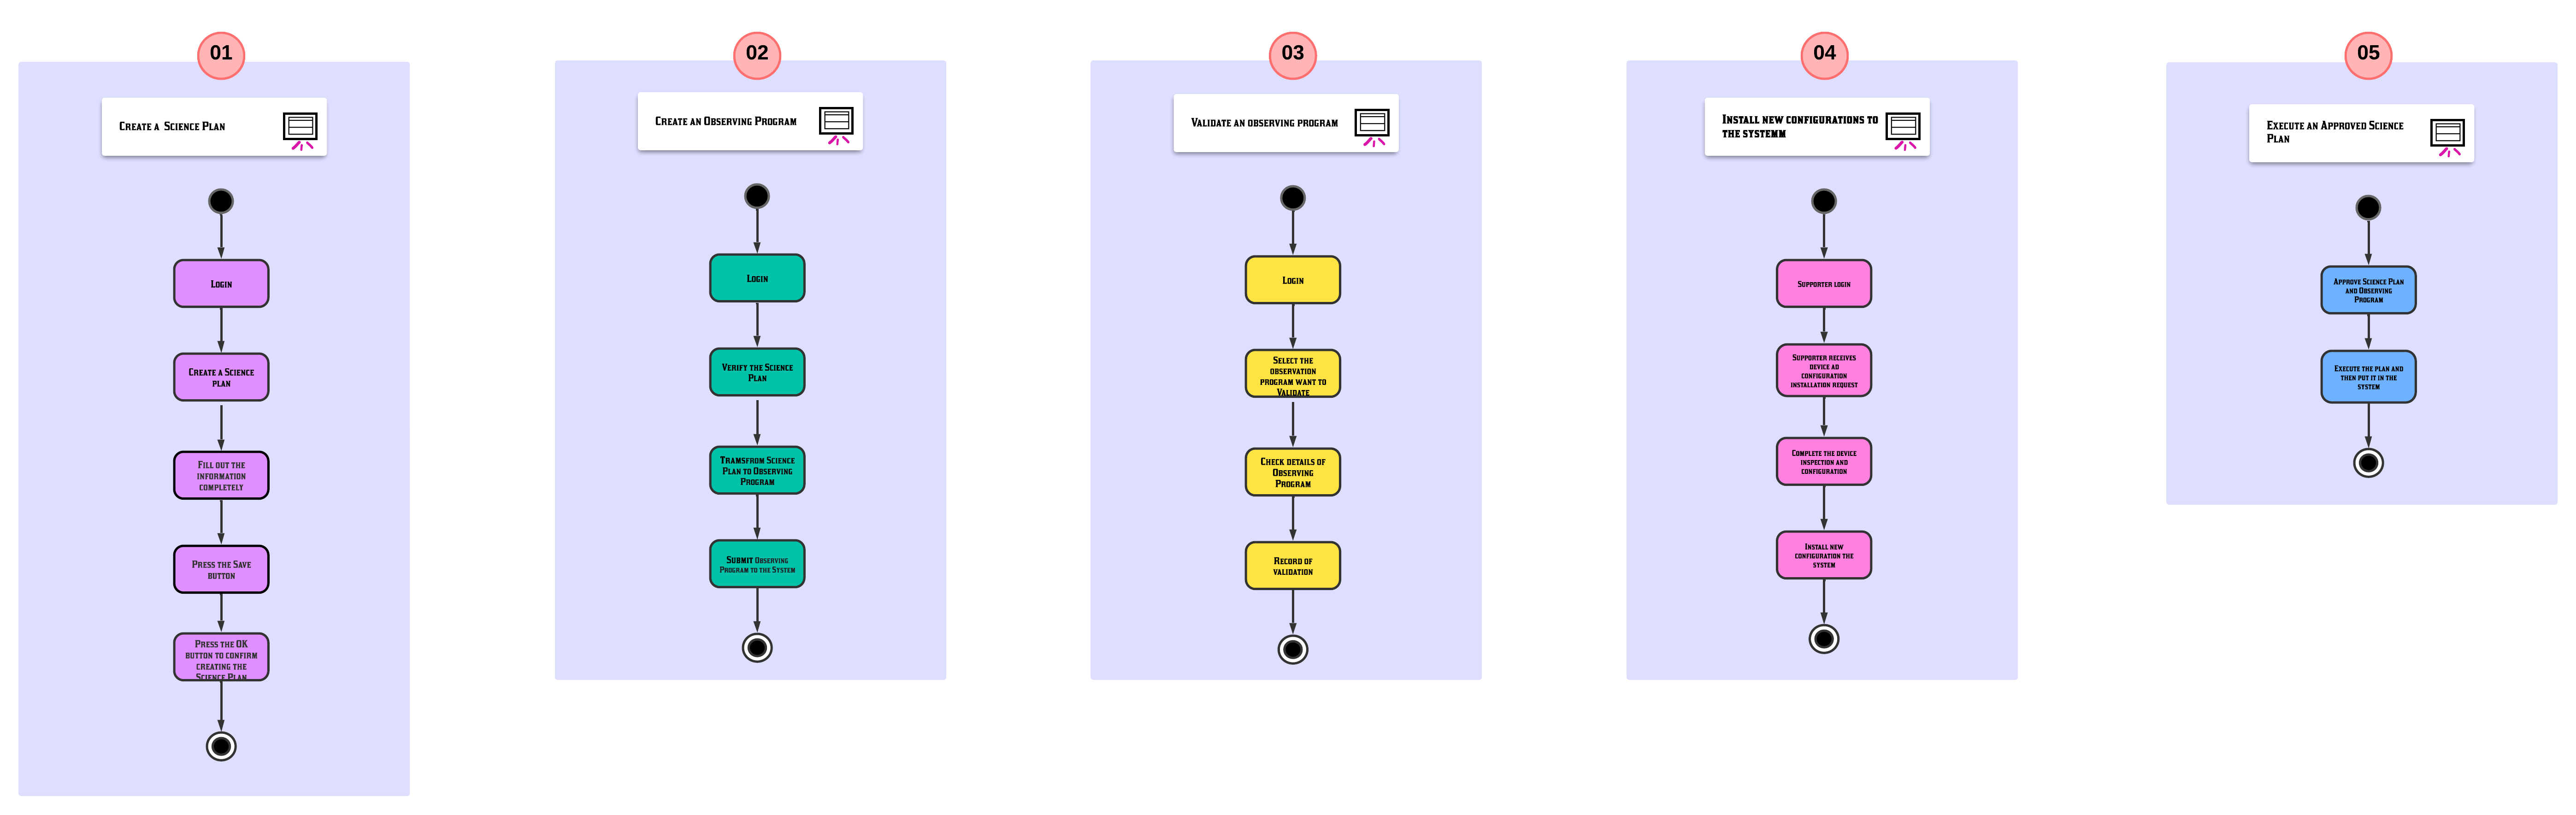 01
Create a Science Plan
Login
Create a Science
plan
Fill out the
information
completely
Press the Save
button
Press the OK
button to confirm
creating the
Science Plan
02
Create an Observing Program
Login
Verify the Science
Plan
Tramsfrom Science
Plan to Observing
Program
Submit Observing
Program to the System
03
Validate an observing program
Login
Select the
observation
program want to
Validate
Check details of
Observing
Program
Record of
validation
04
Install new configurations to
the systemm
Supporter login
Supporter receives
device ad
configuration
installation request
Complete the device
inspection and
configuration
Install new
configuration the
system
05
Execute an Approved Science
Plan
Approve Science Plan
and Observing
Program
Execute the plan and
then put it in the
system